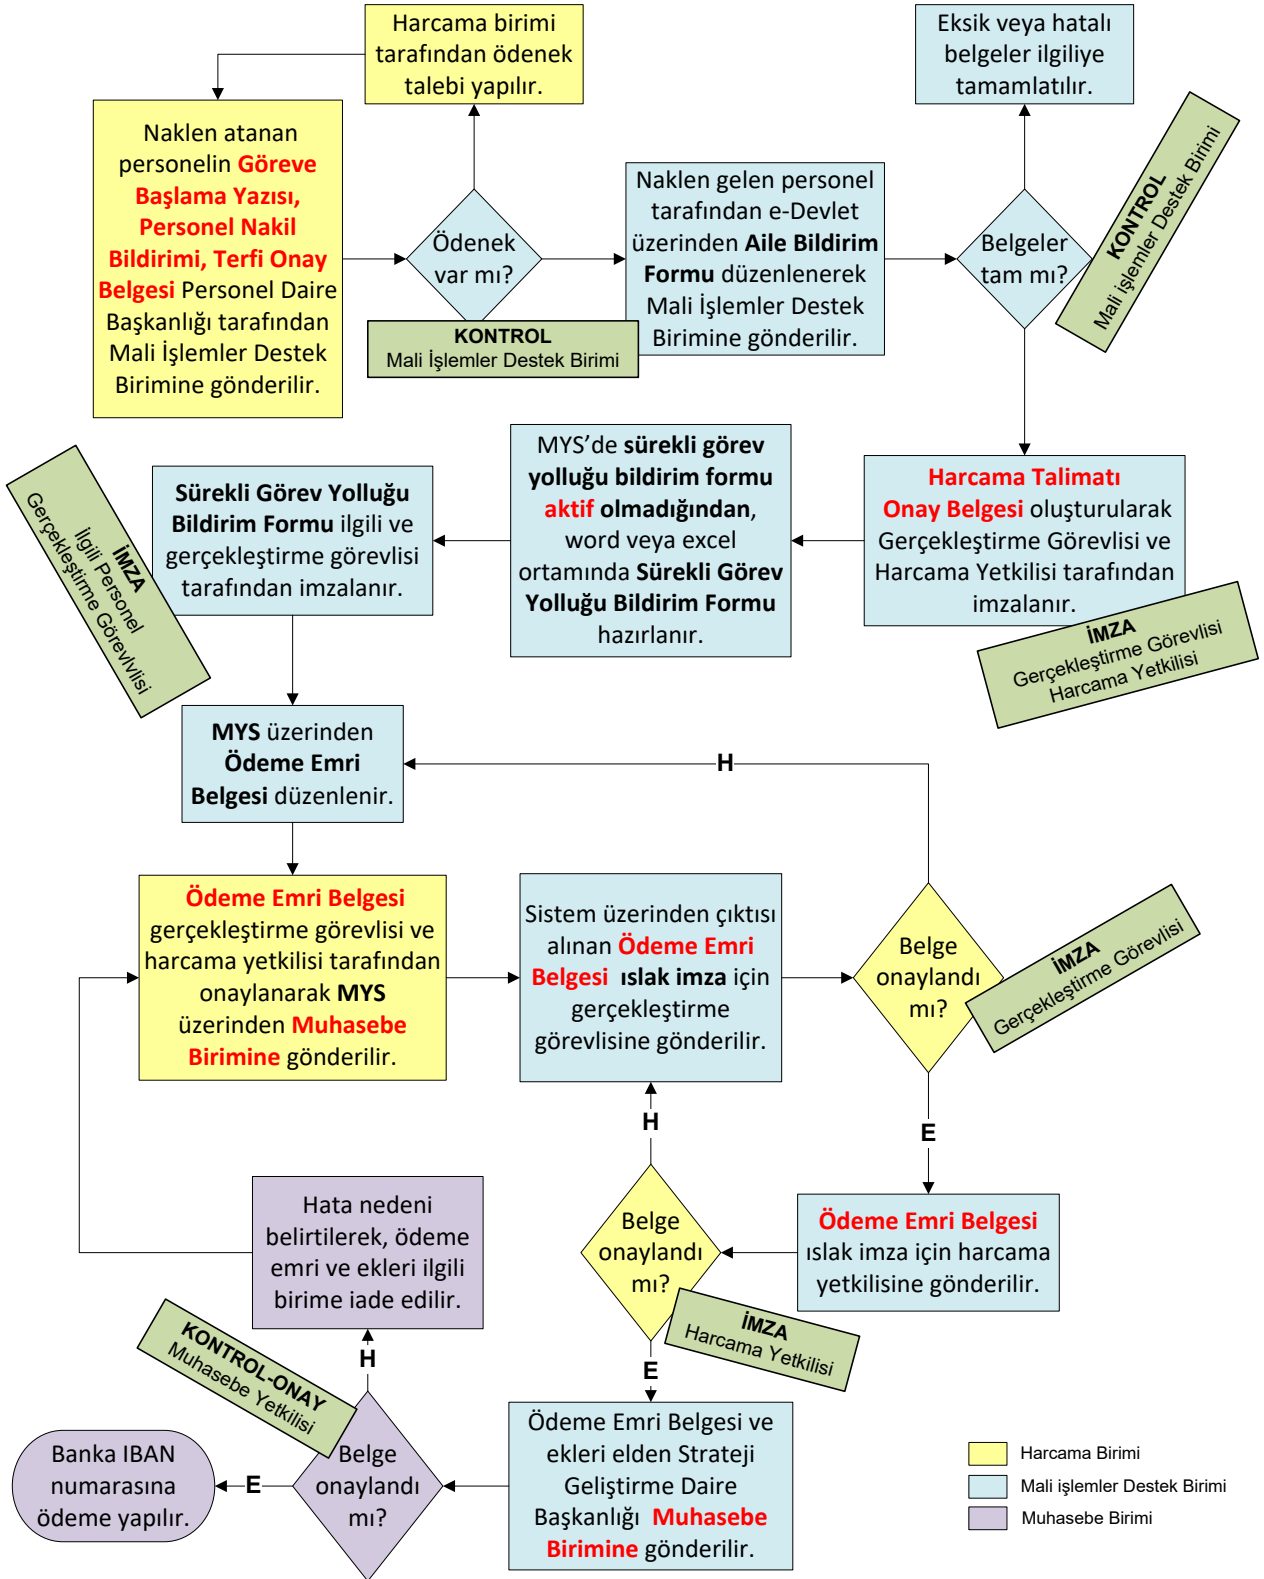 Harcama birimi
tarafından ödenek
talebi yapılır.
Eksik veya hatalı
belgeler ilgiliye
tamamlatılır.
Naklen atanan
personelin Göreve
Başlama Yazısı,
Personel Nakil
Bildirimi, Terfi Onay
Belgesi Personel Daire
Başkanlığı tarafından
Mali İşlemler Destek
Birimine gönderilir.
Ödenek
var mı?
KONTROL
Mali İşlemler Destek Birimi
Naklen gelen personel
tarafından e-Devlet
üzerinden Aile Bildirim
Formu düzenlenerek
Mali İşlemler Destek
Birimine gönderilir.
Belgeler
tam mı?
KONTROL
Mali işlemler Destek Birimi
Harcama Talimatı
Onay Belgesi oluşturularak
Gerçekleştirme Görevlisi ve
Harcama Yetkilisi tarafından
imzalanır.
İMZA
Gerçekleştirme Görevlisi
Harcama Yetkilisi
MYS’de sürekli görev
yolluğu bildirim formu
aktif olmadığından,
word veya excel
ortamında Sürekli Görev
Yolluğu Bildirim Formu
hazırlanır.
Sürekli Görev Yolluğu
Bildirim Formu ilgili ve
gerçekleştirme görevlisi
tarafından imzalanır.
İMZA
İlgili Personel
Gerçekleştirme Görevlvlisi
MYS üzerinden
Ödeme Emri
Belgesi düzenlenir.
H
Ödeme Emri Belgesi
gerçekleştirme görevlisi ve
harcama yetkilisi tarafından
onaylanarak MYS
üzerinden Muhasebe
Birimine gönderilir.
Sistem üzerinden çıktısı
alınan Ödeme Emri
Belgesi ıslak imza için
gerçekleştirme
görevlisine gönderilir.
Belge
onaylandı
mı?
İMZA
Gerçekleştirme Görevlisi
H
E
Hata nedeni
belirtilerek, ödeme
emri ve ekleri ilgili
birime iade edilir.
Belge
onaylandı
mı?
Ödeme Emri Belgesi
ıslak imza için harcama
yetkilisine gönderilir.
İMZA
Harcama Yetkilisi
H
E
KONTROL-ONAY
Muhasebe Yetkilisi
Banka IBAN
numarasına
ödeme yapılır.
E
Belge
onaylandı
mı?
Ödeme Emri Belgesi ve
ekleri elden Strateji
Geliştirme Daire
Başkanlığı Muhasebe
Birimine gönderilir.
Harcama Birimi
Mali işlemler Destek Birimi
Muhasebe Birimi